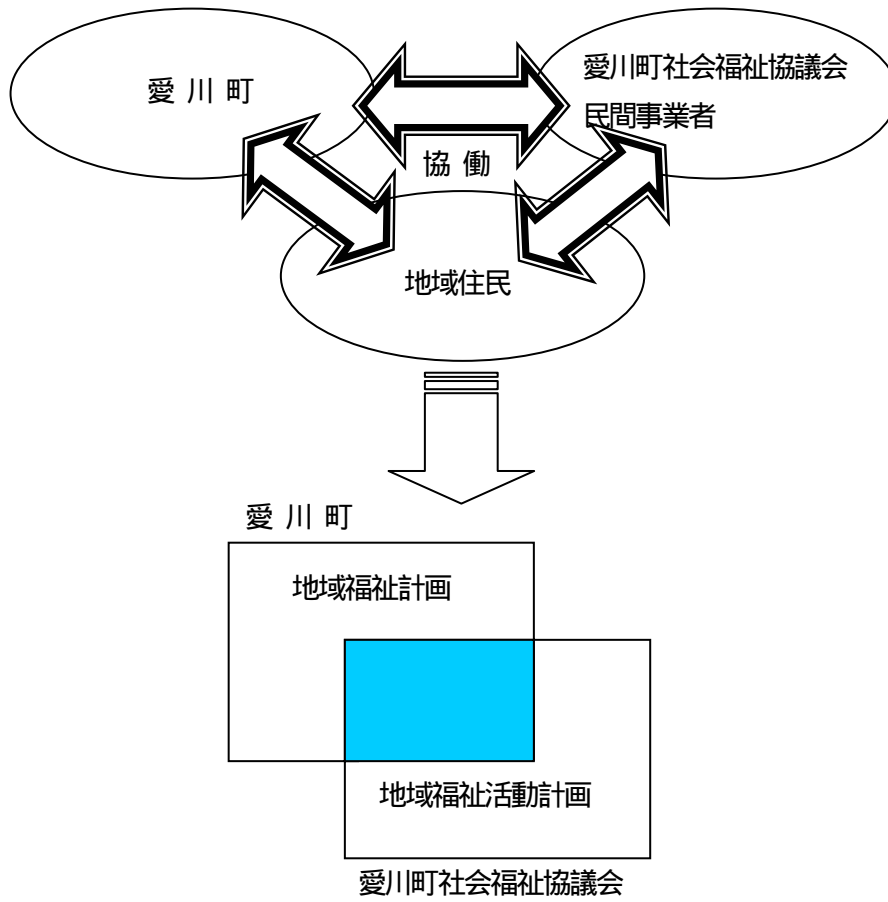 愛 川 町
愛川町社会福祉協議会
民間事業者
協 働
地域住民
愛 川 町
地域福祉計画
地域福祉活動計画
愛川町社会福祉協議会